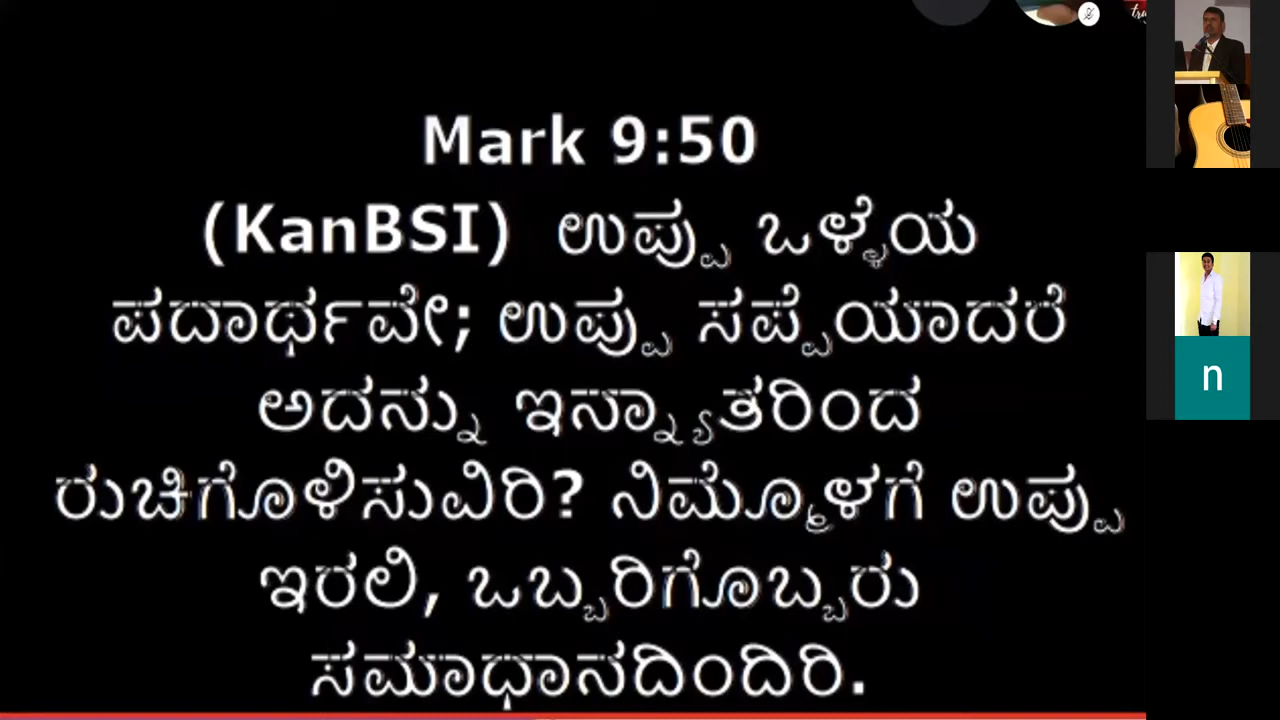 Mark 9:50
(KanBSI) ಉಪ್ಪು ಒಳ್ಳೆಯ
ಪದಾರ್ಥವೇ; ಉಪ್ಪು ಸಪ್ಪೆಯಾದರೆ
ಅದನ್ನು ಇನ್ನ್ಯಾತರಿಂದ
ರುಚಿಗೊಳಿಸುವಿರಿ? ನಿಮ್ಮೊಳಗೆ ಉಪ್ಪು
ಇರಲಿ, ಒಬ್ಬರಿಗೊಬ್ಬರು
ಸಮಾಧಾನದಿಂದಿರಿ.
n